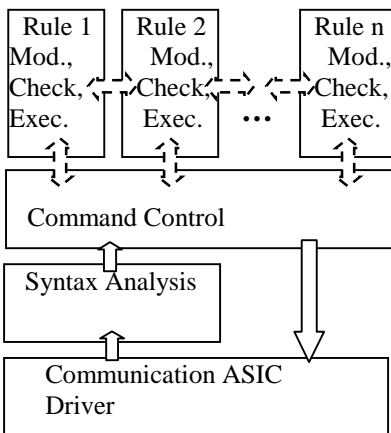 Rule 1
Mod.,
Check,
Exec.
Rule 2
Mod.,
Check,
Exec.
...
Rule n
Mod.,
Check,
Exec.
Command Control
Syntax Analysis
Communication ASIC
Driver